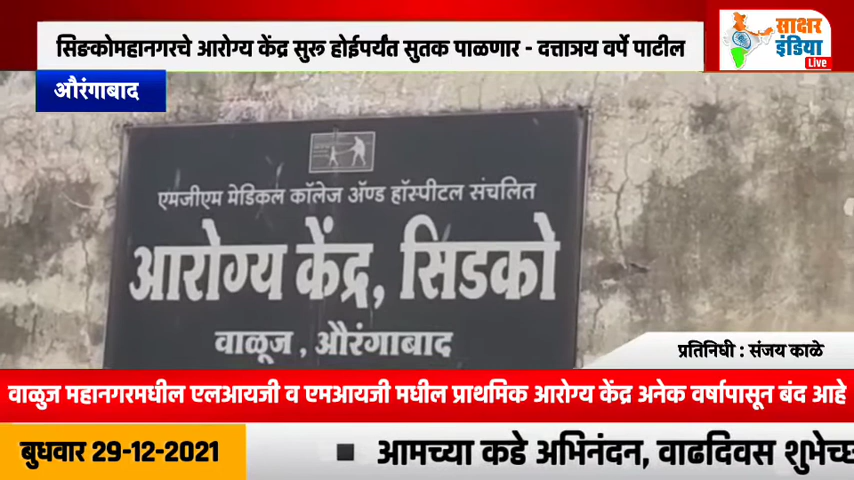 सिडकोमहानगरचे आरोग्य केंद्र सुरू होईपर्यंत सुतक पाळणार - दत्तात्रय वर्पे पाटील
साक्षर
इंडिया
Live
औरंगाबाद
एमजीएम मेडिकल कॉलेज ॲण्ड हॉस्पीटल संचलित
आरोग्य केंद्र, सिडको
वाळूज , औरंगाबाद
प्रतिनिधी : संजय काळे
वाळुज महानगरमधील एलआयजी व एमआयजी मधील प्राथमिक आरोग्य केंद्र अनेक वर्षापासून बंद आहे
बुधवार 29-12-2021
■ आमच्या कडे अभिनंदन, वाढदिवस